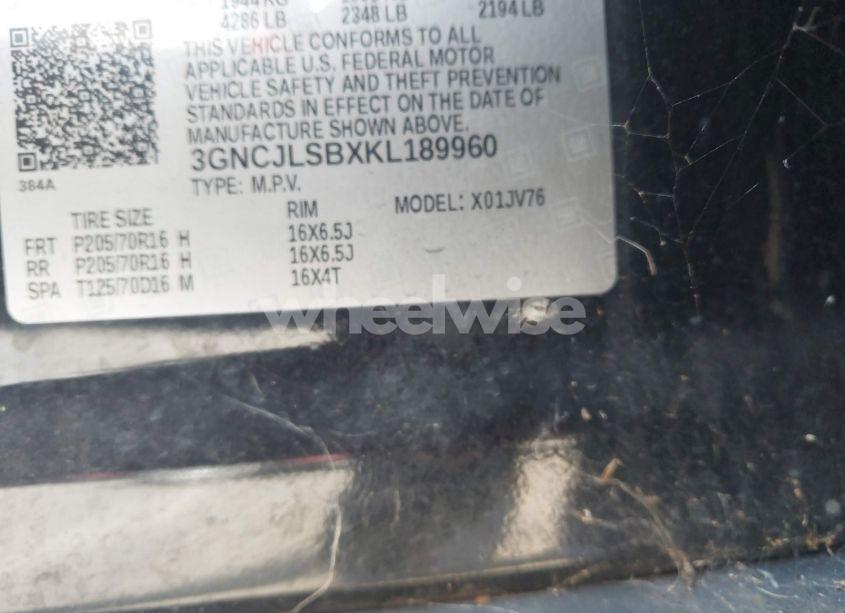 1944 KG
4286 LB 2348 LB 2194 LB
THIS VEHICLE CONFORMS TO ALL
APPLICABLE U.S. FEDERAL MOTOR
VEHICLE SAFETY AND THEFT PREVENTION
STANDARDS IN EFFECT ON THE DATE OF
MANUFACTURE SHOWN ABOVE.
3GNCJLSBXKL189960
384A
TYPE: M.P.V. MODEL: X01JV76
TIRE SIZE RIM
FRT P205/70R16 H 16X6.5J
RR P205/70R16 H 16X6.5J
SPA T125/70D16 M 16X4T
wheelwise